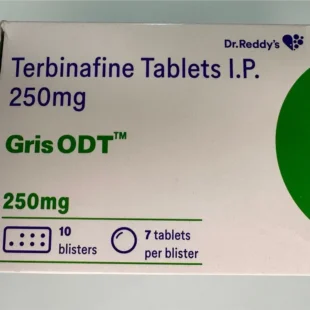 Dr.Reddy's
Terbinafine Tablets I.P.
250mg
Gris ODT™
250mg
10
blisters
7 tablets
per blister